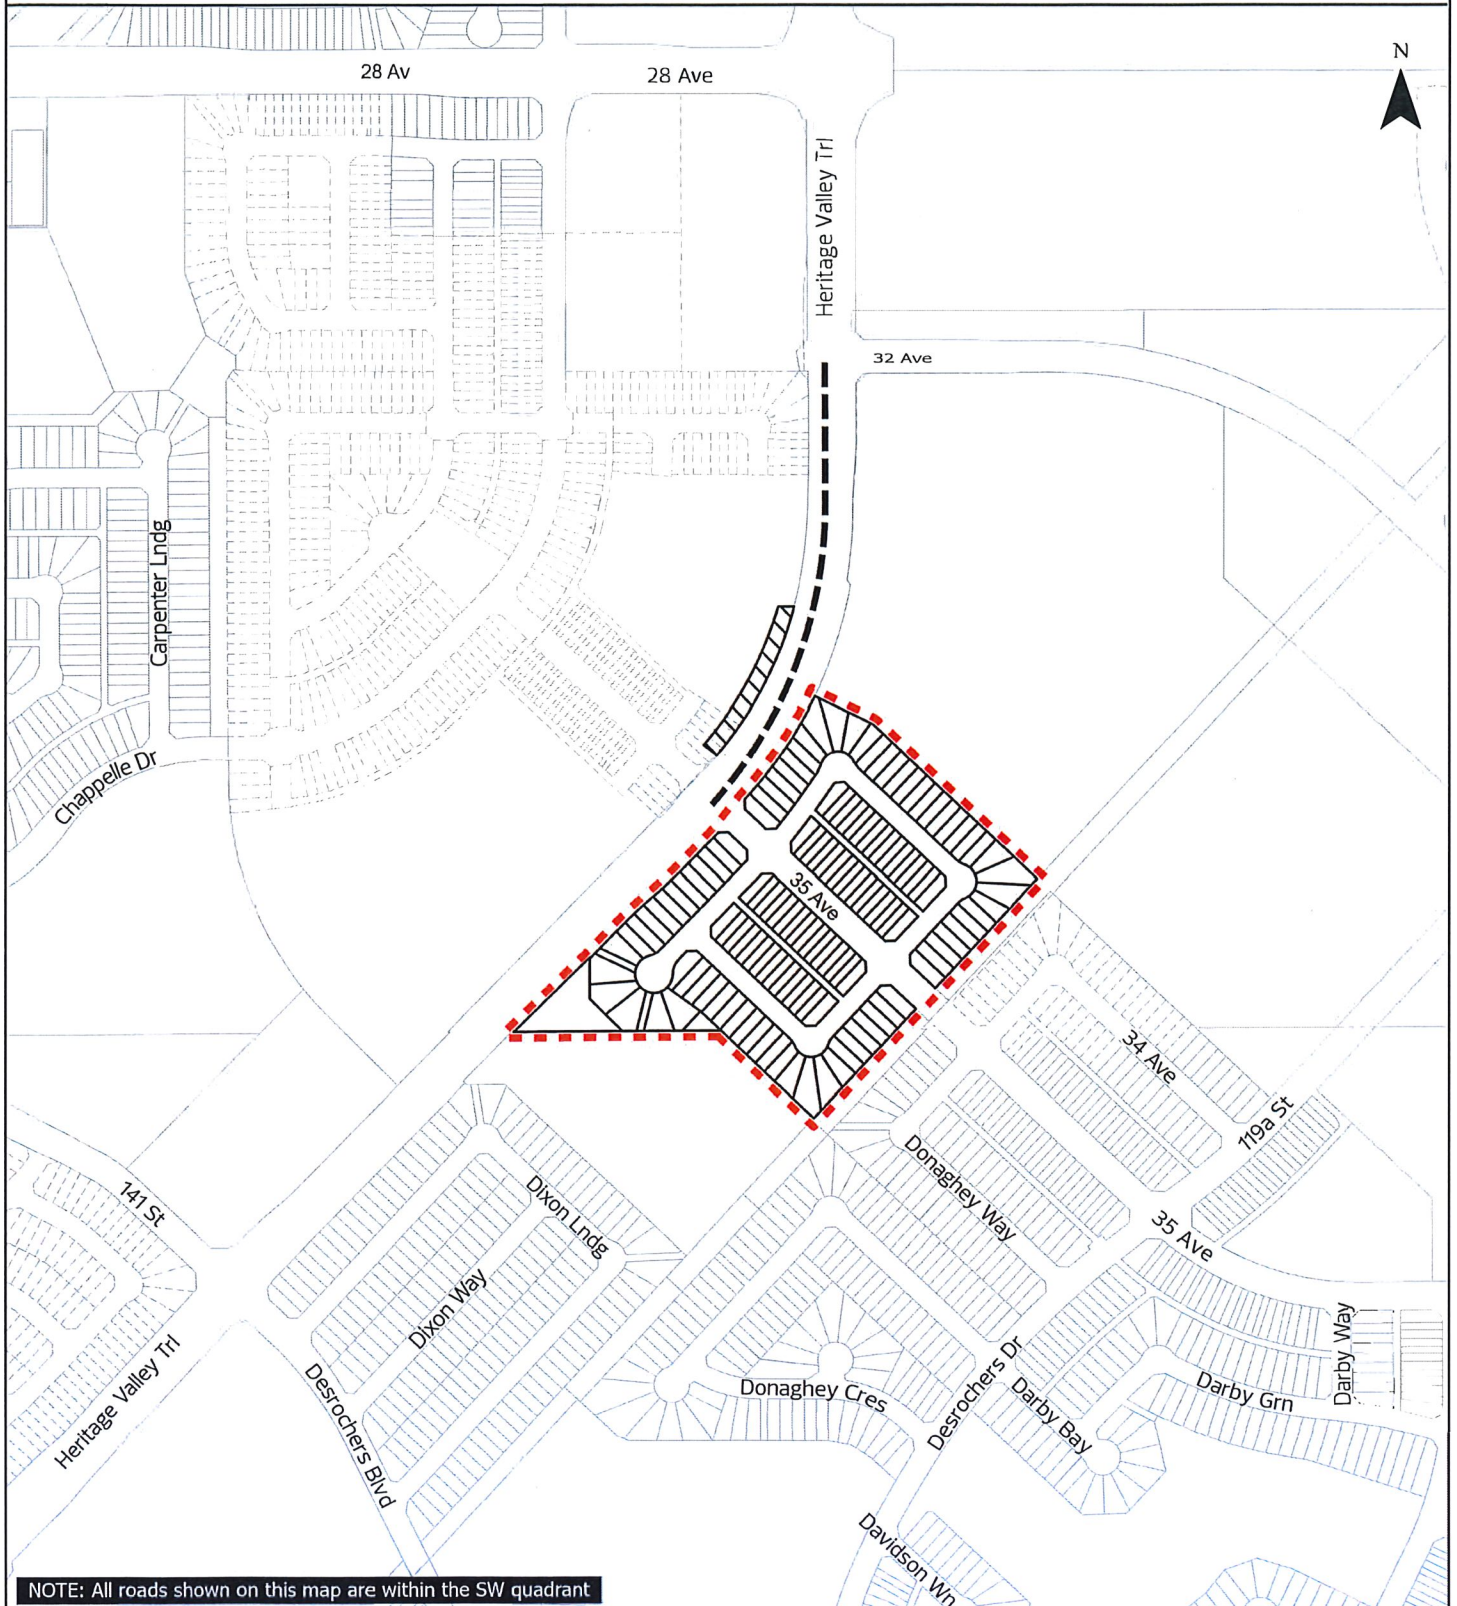 28 Av
28 Ave
N
Heritage Valley Trl
32 Ave
Carpenter Lndg
Chappelle Dr
35 Ave
34 Ave
119a St
Donaghey Way
141 St
Dixon Lndg
35 Ave
Dixon Way
Heritage Valley Trl
Desrochers Blvd
Donaghey Cres
Desrochers Dr
Darby Bay
Darby Grn
Darby Way
Davidson Wn
NOTE: All roads shown on this map are within the SW quadrant